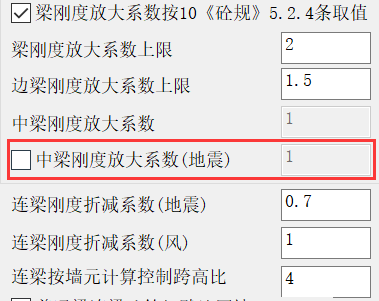 梁刚度放大系数按10《砼规》5.2.4条取值
梁刚度放大系数上限 2
边梁刚度放大系数上限 1.5
中梁刚度放大系数 1
中梁刚度放大系数(地震) 1
连梁刚度折减系数(地震) 0.7
连梁刚度折减系数(风) 1
连梁按墙元计算控制跨高比 4